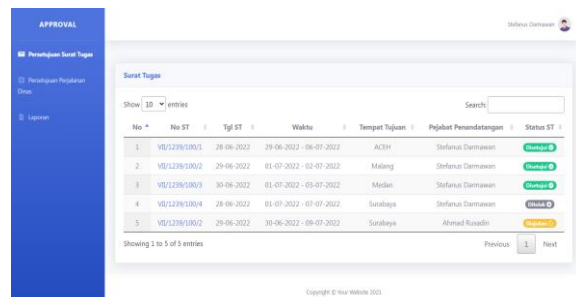 APPROVAL
Stefanus Darmawan
Persetujuan Surat Tugas
Persetujuan Perjalanan
Dinas
Laporan
Surat Tugas
Show 10 entries
Search:
No No ST Tgl ST Waktu Tempat Tujuan Pejabat Penandatangan Status ST
1 VII/1239/100/1 28-06-2022 29-06-2022 - 06-07-2022 ACEH Stefanus Darmawan Disetujui
2 VII/1239/100/2 29-06-2022 01-07-2022 - 02-07-2022 Malang Stefanus Darmawan Disetujui
3 VII/1239/100/3 30-06-2022 01-07-2022 - 03-07-2022 Medan Stefanus Darmawan Disetujui
4 VII/1239/100/4 28-06-2022 01-07-2022 - 07-07-2022 Surabaya Stefanus Darmawan Ditolak
5 VII/1239/100/2 29-06-2022 30-06-2022 - 09-07-2022 Surabaya Ahmad Rusadin
Showing 1 to 5 of 5 entries
Previous 1 Next
Copyright © Your Website 2021